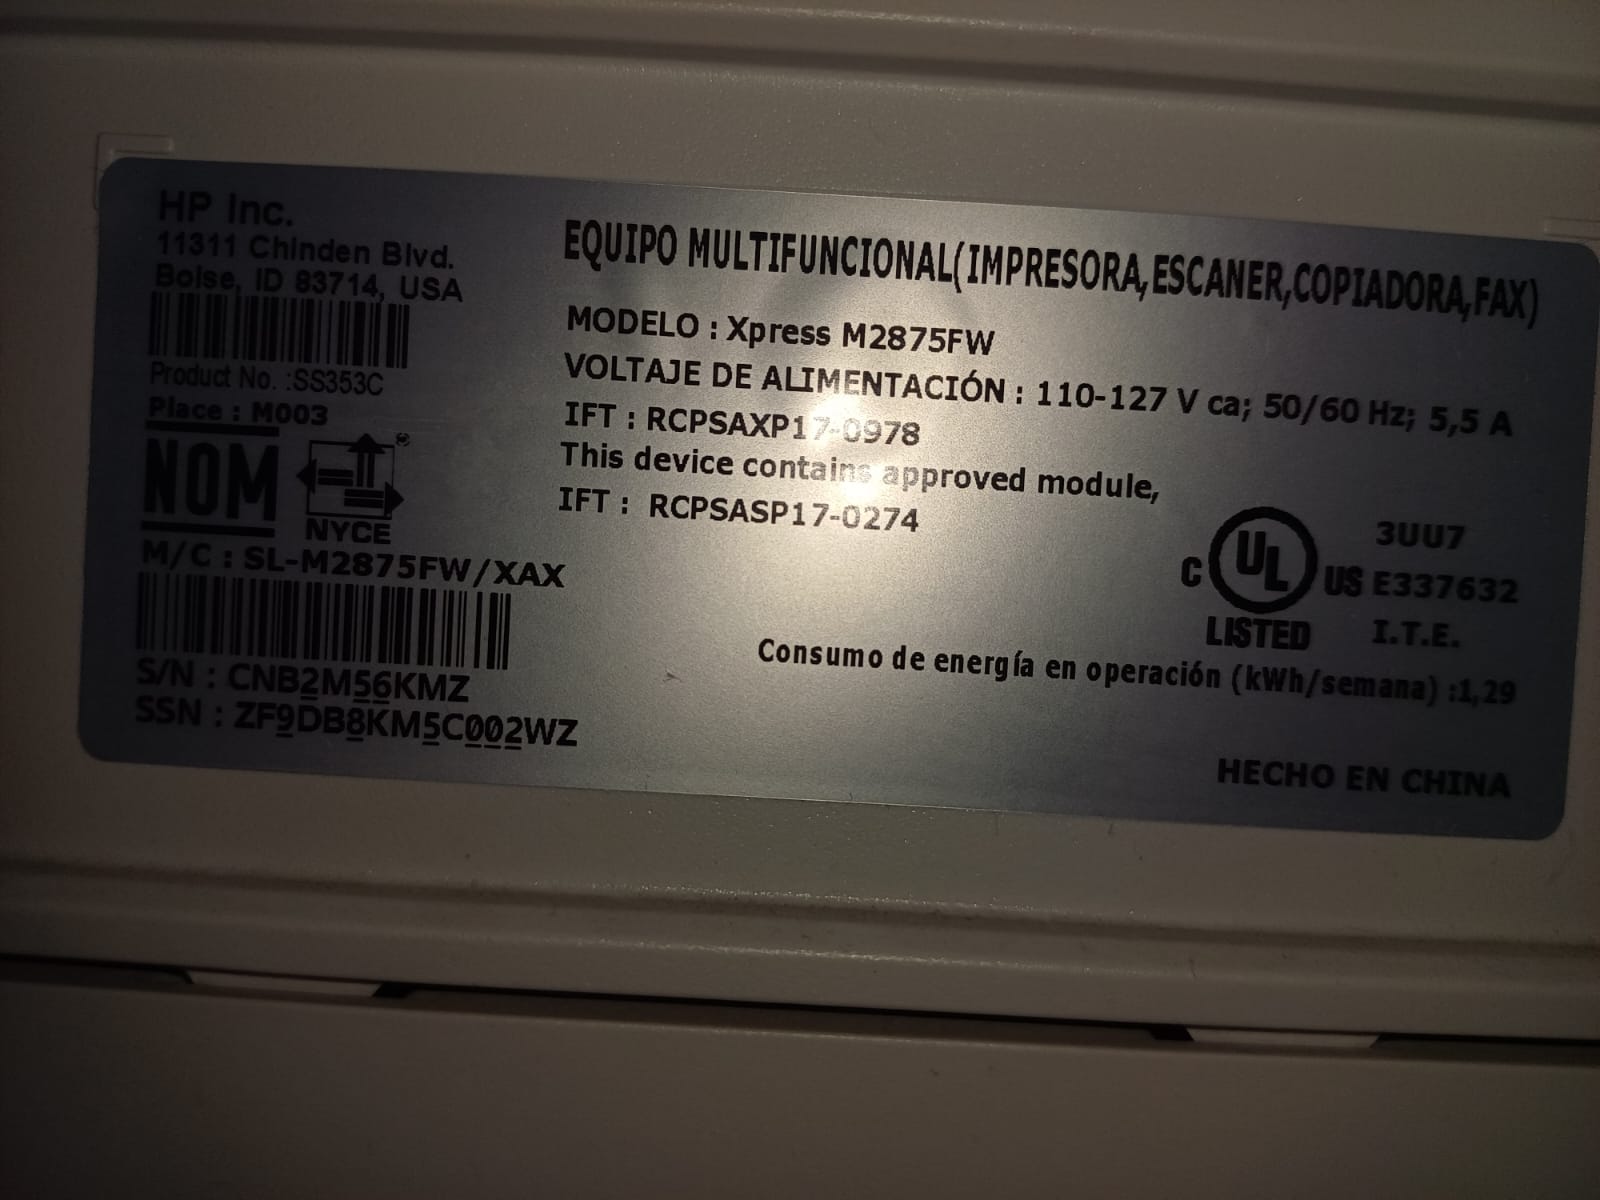 HP Inc.
11311 Chinden Blvd.
Boise, ID 83714, USA
Product No. :SS353C
Place : M003
NOM
NYCE
M/C : SL-M2875FW/XAX
S/N : CNB2M56KMZ
SSN : ZF9DB8KM5C002WZ
EQUIPO MULTIFUNCIONAL(IMPRESORA,ESCANER,COPIADORA,FAX)
MODELO : Xpress M2875FW
VOLTAJE DE ALIMENTACIÓN : 110-127 V ca; 50/60 Hz; 5,5 A
IFT : RCPSAXP17-0978
This device contains approved module,
IFT : RCPSASP17-0274
C UL US
LISTED
3UU7
E337632
I.T.E.
Consumo de energía en operación (kWh/semana) :1,29
HECHO EN CHINA